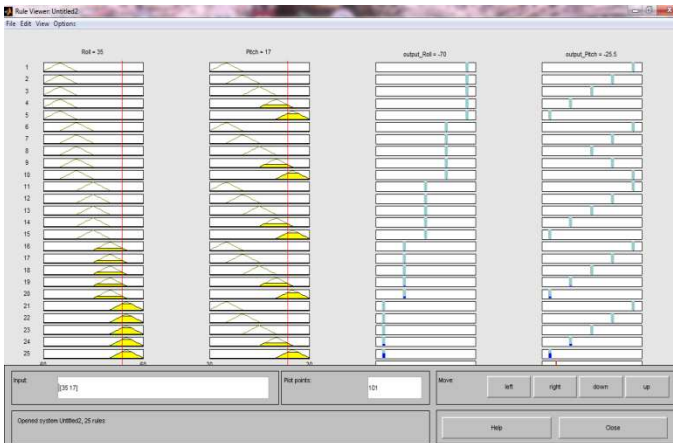 Rule Viewer: Untitled2
File Edit View Options
Roll = 35
Pitch = 17
output_Roll = -70
output_Pitch = -25.5
1
2
3
4
5
6
7
8
9
10
11
12
13
14
15
16
17
18
19
20
21
22
23
24
25
Input:
[35 17]
Plot points:
101
Move:
left
right
down
up
Opened system Untitled2, 25 rules
Help
Close